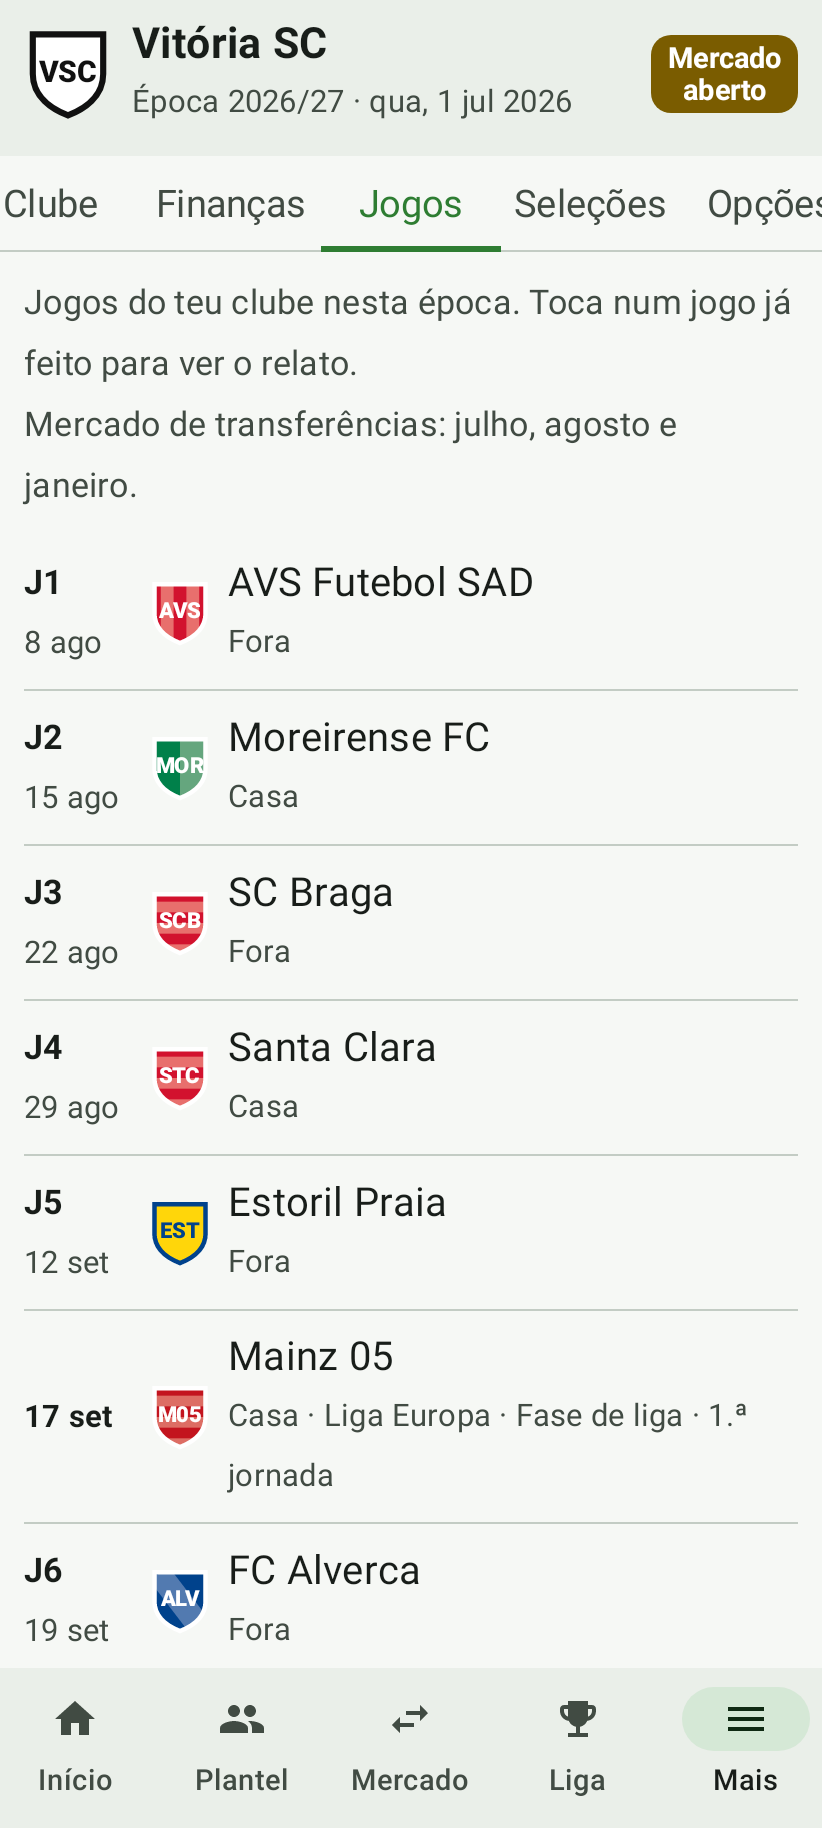 VSC
Vitória SC
Época 2026/27 · qua, 1 jul 2026
Mercado
aberto
Clube
Finanças
Jogos
Seleções
Opções
Jogos do teu clube nesta época. Toca num jogo já
feito para ver o relato.
Mercado de transferências: julho, agosto e
janeiro.
J1
8 ago
AVS
AVS Futebol SAD
Fora
J2
15 ago
MOR
Moreirense FC
Casa
J3
22 ago
SCB
SC Braga
Fora
J4
29 ago
STC
Santa Clara
Casa
J5
12 set
EST
Estoril Praia
Fora
17 set
M05
Mainz 05
Casa · Liga Europa · Fase de liga · 1.ª
jornada
J6
19 set
ALV
FC Alverca
Fora
Início
Plantel
Mercado
Liga
Mais